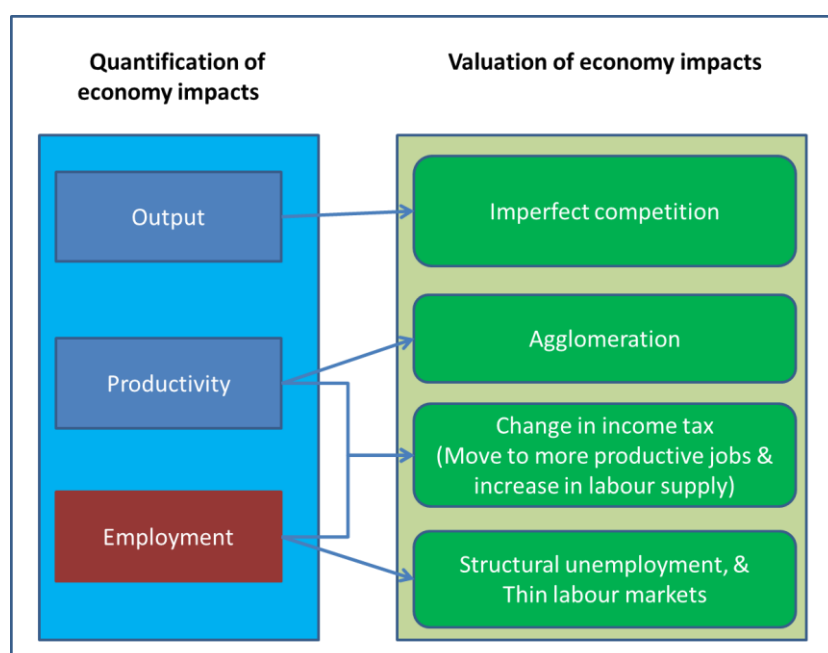 Quantification of
economy impacts
Valuation of economy impacts
Output
Productivity
Employment
Imperfect competition
Agglomeration
Change in income tax
(Move to more productive jobs &
increase in labour supply)
Structural unemployment, &
Thin labour markets